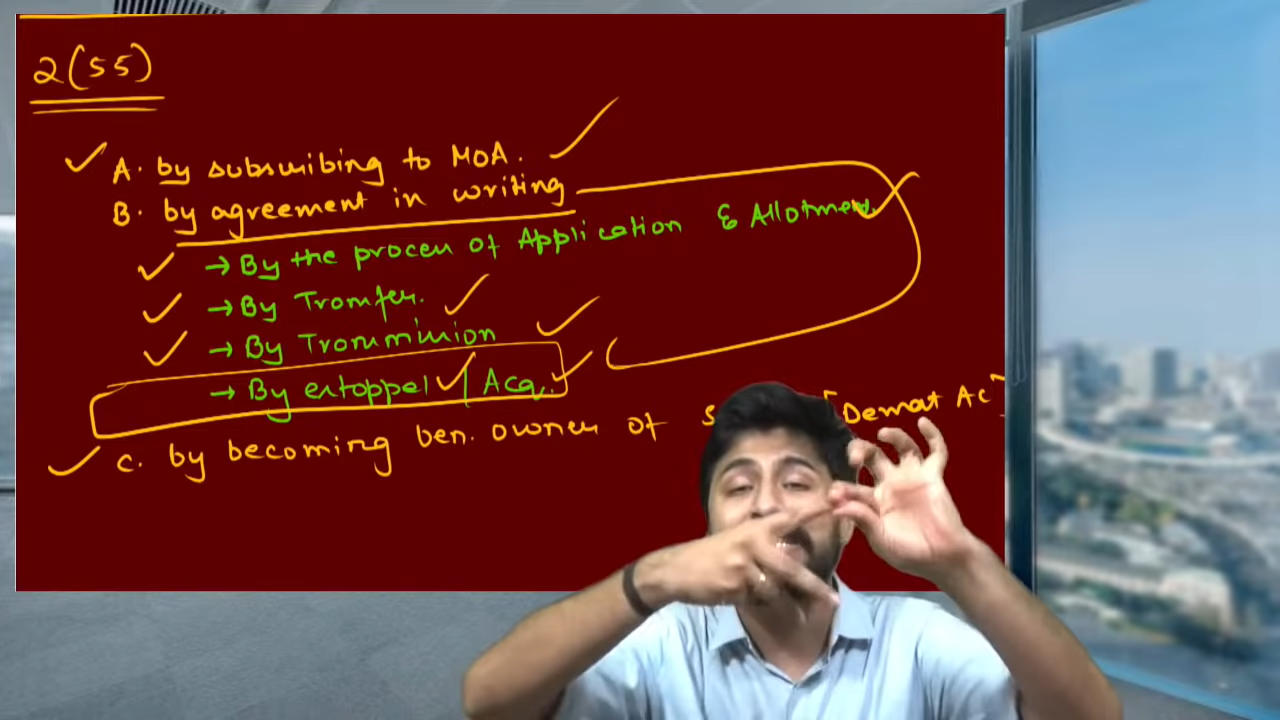 2(55)
A. by subscribing to MOA.
B. by agreement in writing
→ By the process of Application & Allotment.
→ By Transfer.
→ By Transmission
→ By estoppel / Acq.
C. by becoming ben. owner of [Demat Ac]